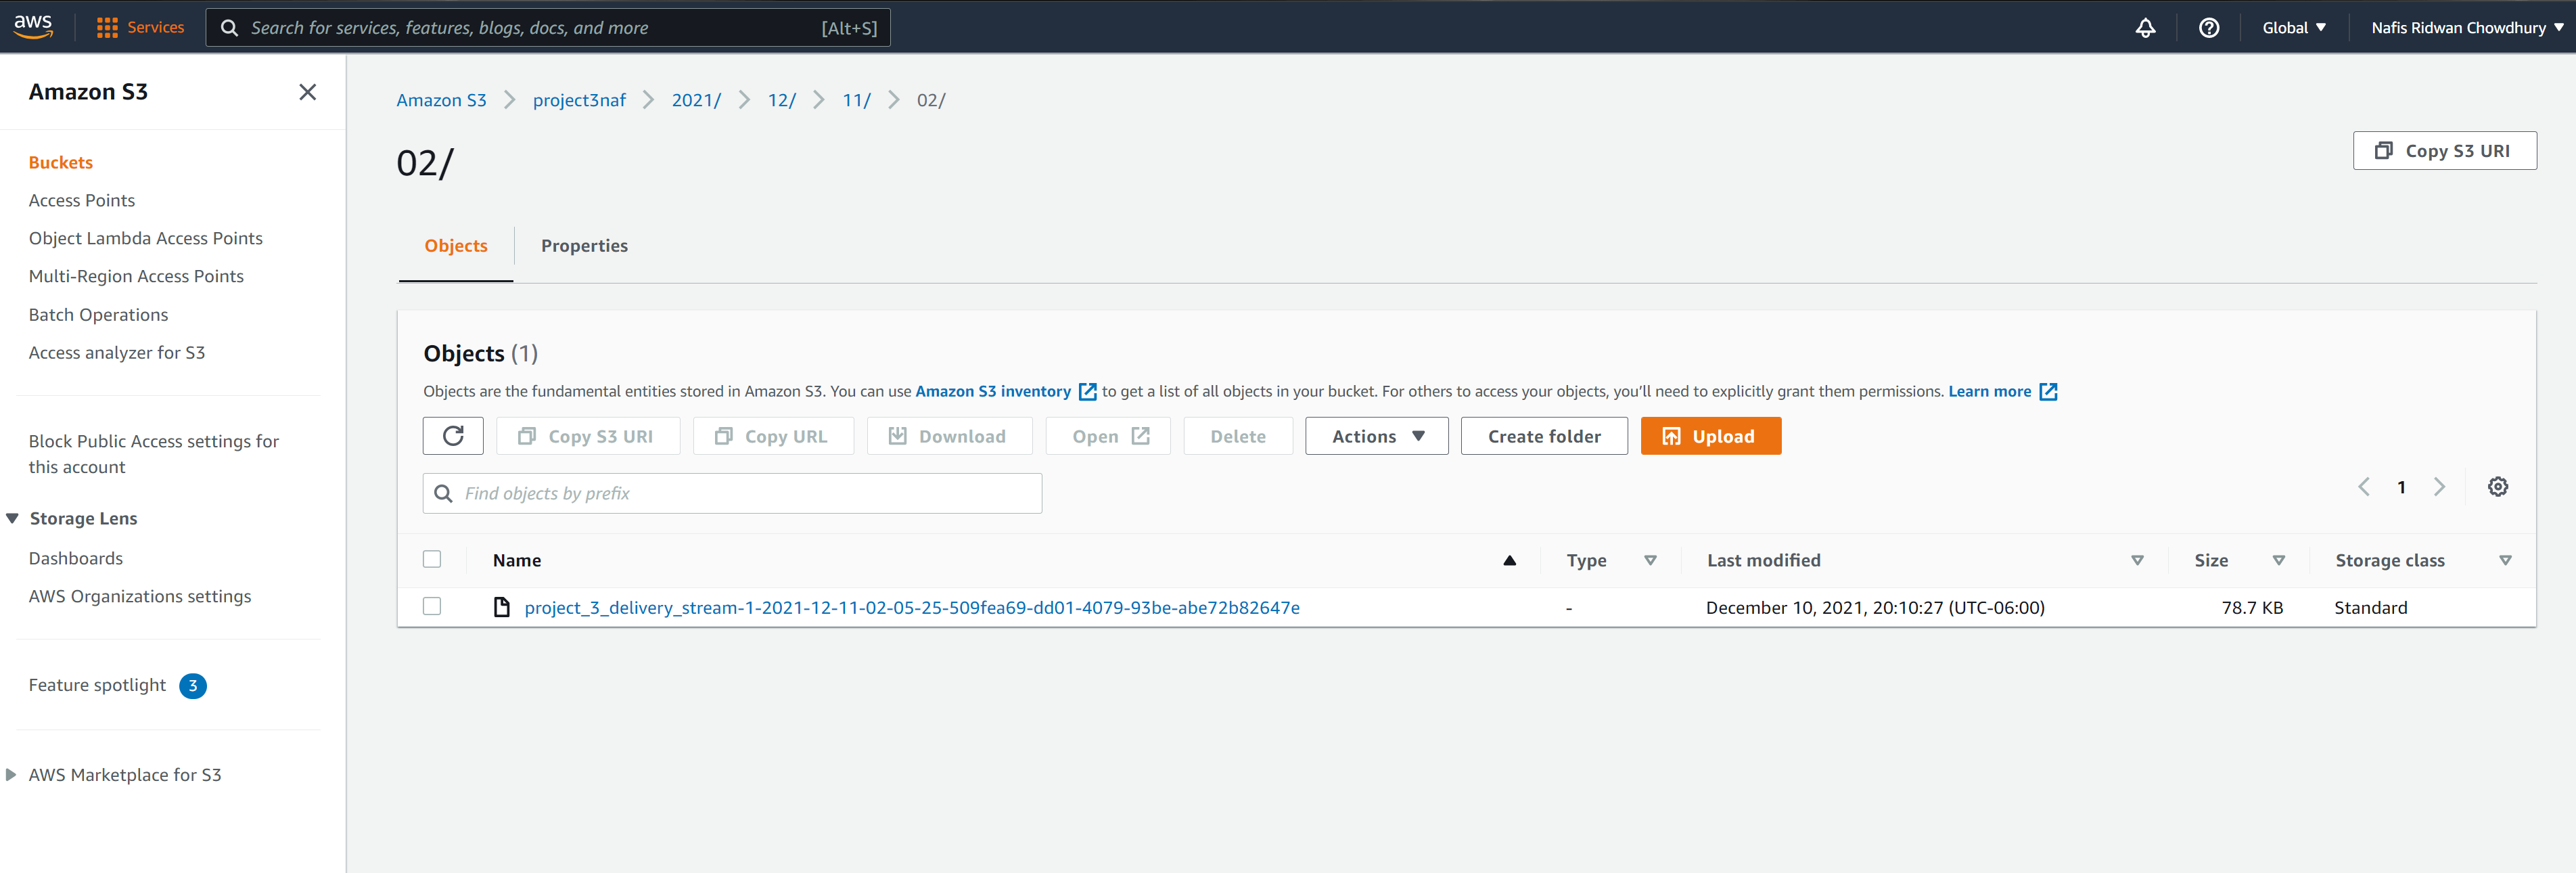 aws
Services
Search for services, features, blogs, docs, and more
[Alt+S]
Global
Nafis Ridwan Chowdhury
Amazon S3
Buckets
Access Points
Object Lambda Access Points
Multi-Region Access Points
Batch Operations
Access analyzer for S3
Block Public Access settings for
this account
Storage Lens
Dashboards
AWS Organizations settings
Feature spotlight 3
AWS Marketplace for S3
Amazon S3 project3naf 2021/ 12/ 11/ 02/
02/
Copy S3 URI
Objects Properties
Objects (1)
Objects are the fundamental entities stored in Amazon S3. You can use Amazon S3 inventory to get a list of all objects in your bucket. For others to access your objects, you'll need to explicitly grant them permissions. Learn more
Copy S3 URI Copy URL Download Open Delete Actions Create folder Upload
Find objects by prefix
1
Name Type Last modified Size Storage class
project_3_delivery_stream-1-2021-12-11-02-05-25-509fea69-dd01-4079-93be-abe72b82647e - December 10, 2021, 20:10:27 (UTC-06:00) 78.7 KB Standard